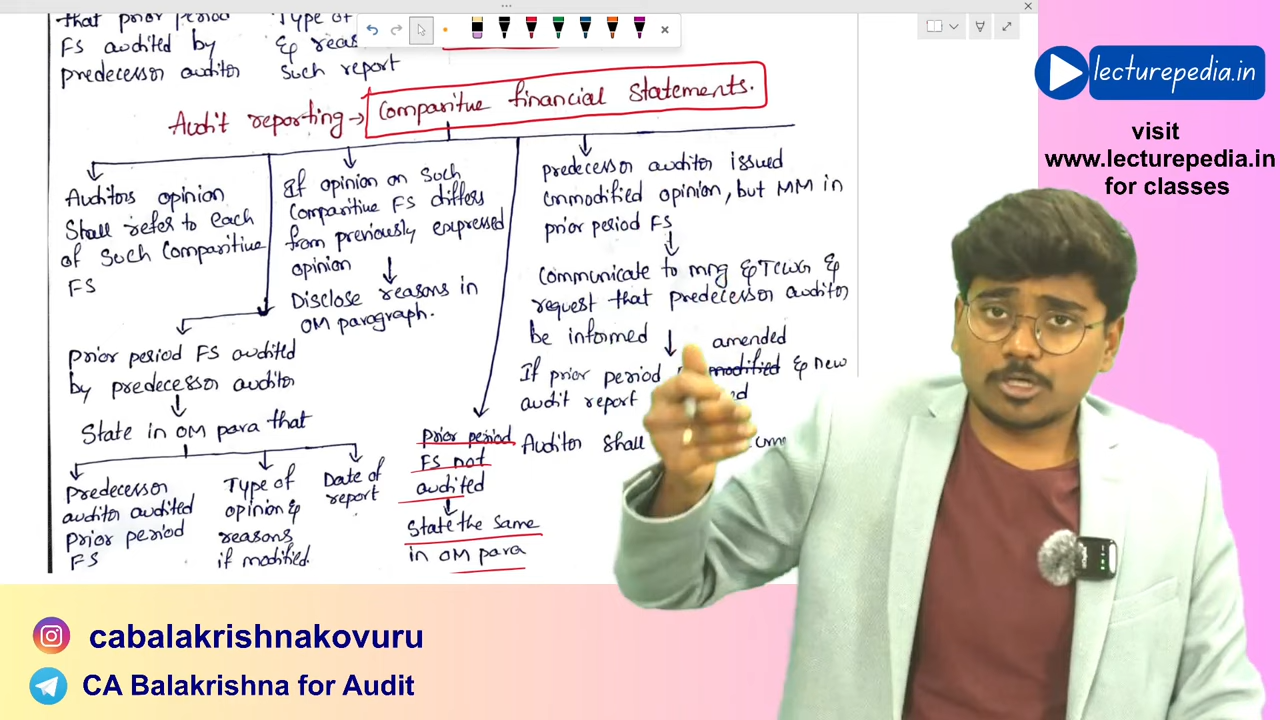 that prior period
FS audited by
predecessor auditor
Type of
& reas
such report
Audit reporting → Comparitve financial statements.
Auditors opinion
shall refer to each
of such comparitive
FS
If opinion on such
Comparitive FS differs
from previously expressed
opinion
Disclose reasons in
OM paragraph.
predecessor auditor issued
unmodified opinion, but MM in
prior period FS
Communicate to mng & TCWG &
request that predecessor auditor
be informed
amended
If prior period modified & new
audit report
Auditor shall
prior period FS audited
by predecessor auditor
State in OM para that
Predecessor
auditor audited
prior period
FS
Type of
opinion &
reasons
if modified.
Date of
report
prior period
FS not
audited
State the same
in OM para
lecturepedia.in
visit
www.lecturepedia.in
for classes
cabalakrishnakovuru
CA Balakrishna for Audit